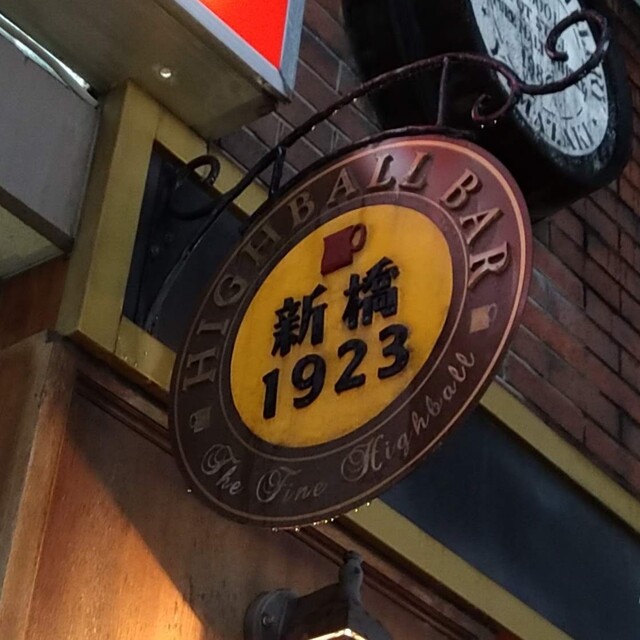 HIGHBALL BAR
新橋
1923
The Fine Highball